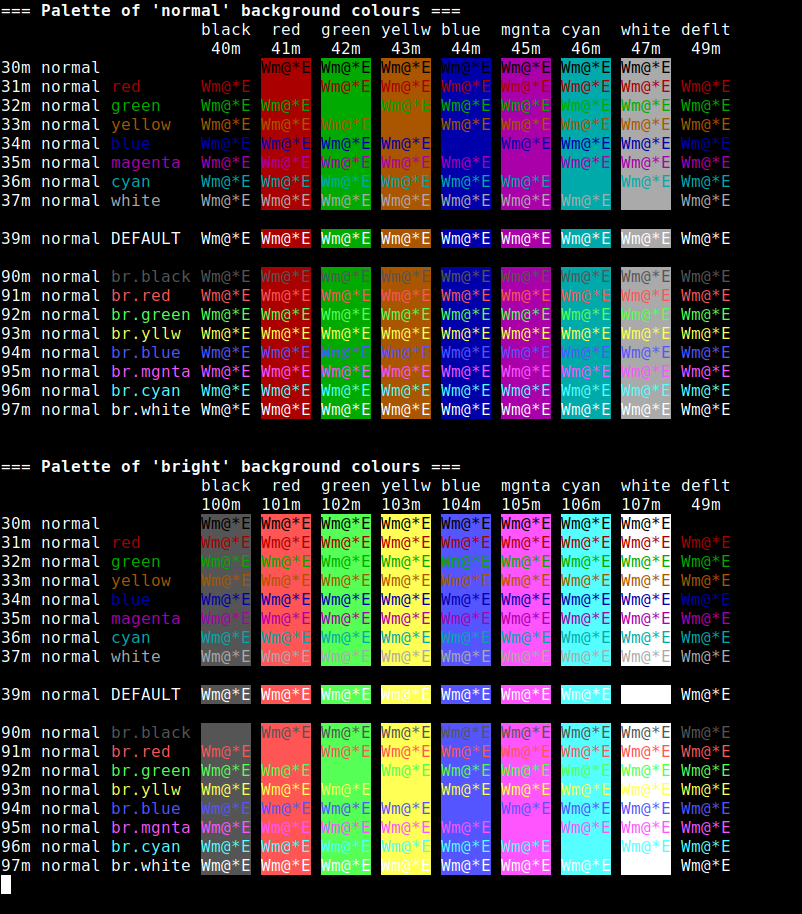 === Palette of 'normal' background colours ===
black red green yellw blue mgnta cyan white deflt
40m 41m 42m 43m 44m 45m 46m 47m 49m
30m normal Wm@*E Wm@*E Wm@*E Wm@*E Wm@*E Wm@*E Wm@*E
31m normal red Wm@*E Wm@*E Wm@*E Wm@*E Wm@*E Wm@*E Wm@*E Wm@*E
32m normal green Wm@*E Wm@*E Wm@*E Wm@*E Wm@*E Wm@*E Wm@*E Wm@*E
33m normal yellow Wm@*E Wm@*E Wm@*E Wm@*E Wm@*E Wm@*E Wm@*E Wm@*E
34m normal blue Wm@*E Wm@*E Wm@*E Wm@*E Wm@*E Wm@*E Wm@*E Wm@*E
35m normal magenta Wm@*E Wm@*E Wm@*E Wm@*E Wm@*E Wm@*E Wm@*E Wm@*E
36m normal cyan Wm@*E Wm@*E Wm@*E Wm@*E Wm@*E Wm@*E Wm@*E Wm@*E
37m normal white Wm@*E Wm@*E Wm@*E Wm@*E Wm@*E Wm@*E Wm@*E Wm@*E
39m normal DEFAULT Wm@*E Wm@*E Wm@*E Wm@*E Wm@*E Wm@*E Wm@*E Wm@*E Wm@*E
90m normal br.black Wm@*E Wm@*E Wm@*E Wm@*E Wm@*E Wm@*E Wm@*E Wm@*E Wm@*E
91m normal br.red Wm@*E Wm@*E Wm@*E Wm@*E Wm@*E Wm@*E Wm@*E Wm@*E Wm@*E
92m normal br.green Wm@*E Wm@*E Wm@*E Wm@*E Wm@*E Wm@*E Wm@*E Wm@*E Wm@*E
93m normal br.yllw Wm@*E Wm@*E Wm@*E Wm@*E Wm@*E Wm@*E Wm@*E Wm@*E Wm@*E
94m normal br.blue Wm@*E Wm@*E Wm@*E Wm@*E Wm@*E Wm@*E Wm@*E Wm@*E Wm@*E
95m normal br.mgnta Wm@*E Wm@*E Wm@*E Wm@*E Wm@*E Wm@*E Wm@*E Wm@*E Wm@*E
96m normal br.cyan Wm@*E Wm@*E Wm@*E Wm@*E Wm@*E Wm@*E Wm@*E Wm@*E Wm@*E
97m normal br.white Wm@*E Wm@*E Wm@*E Wm@*E Wm@*E Wm@*E Wm@*E Wm@*E Wm@*E
=== Palette of 'bright' background colours ===
black red green yellw blue mgnta cyan white deflt
100m 101m 102m 103m 104m 105m 106m 107m 49m
30m normal Wm@*E Wm@*E Wm@*E Wm@*E Wm@*E Wm@*E Wm@*E Wm@*E
31m normal red Wm@*E Wm@*E Wm@*E Wm@*E Wm@*E Wm@*E Wm@*E Wm@*E Wm@*E
32m normal green Wm@*E Wm@*E Wm@*E Wm@*E Wm@*E Wm@*E Wm@*E Wm@*E Wm@*E
33m normal yellow Wm@*E Wm@*E Wm@*E Wm@*E Wm@*E Wm@*E Wm@*E Wm@*E Wm@*E
34m normal blue Wm@*E Wm@*E Wm@*E Wm@*E Wm@*E Wm@*E Wm@*E Wm@*E Wm@*E
35m normal magenta Wm@*E Wm@*E Wm@*E Wm@*E Wm@*E Wm@*E Wm@*E Wm@*E Wm@*E
36m normal cyan Wm@*E Wm@*E Wm@*E Wm@*E Wm@*E Wm@*E Wm@*E Wm@*E Wm@*E
37m normal white Wm@*E Wm@*E Wm@*E Wm@*E Wm@*E Wm@*E Wm@*E Wm@*E Wm@*E
39m normal DEFAULT Wm@*E Wm@*E Wm@*E Wm@*E Wm@*E Wm@*E Wm@*E Wm@*E
90m normal br.black Wm@*E Wm@*E Wm@*E Wm@*E Wm@*E Wm@*E Wm@*E Wm@*E
91m normal br.red Wm@*E Wm@*E Wm@*E Wm@*E Wm@*E Wm@*E Wm@*E Wm@*E
92m normal br.green Wm@*E Wm@*E Wm@*E Wm@*E Wm@*E Wm@*E Wm@*E Wm@*E
93m normal br.yllw Wm@*E Wm@*E Wm@*E Wm@*E Wm@*E Wm@*E Wm@*E Wm@*E
94m normal br.blue Wm@*E Wm@*E Wm@*E Wm@*E Wm@*E Wm@*E Wm@*E Wm@*E
95m normal br.mgnta Wm@*E Wm@*E Wm@*E Wm@*E Wm@*E Wm@*E Wm@*E Wm@*E
96m normal br.cyan Wm@*E Wm@*E Wm@*E Wm@*E Wm@*E Wm@*E Wm@*E Wm@*E
97m normal br.white Wm@*E Wm@*E Wm@*E Wm@*E Wm@*E Wm@*E Wm@*E Wm@*E